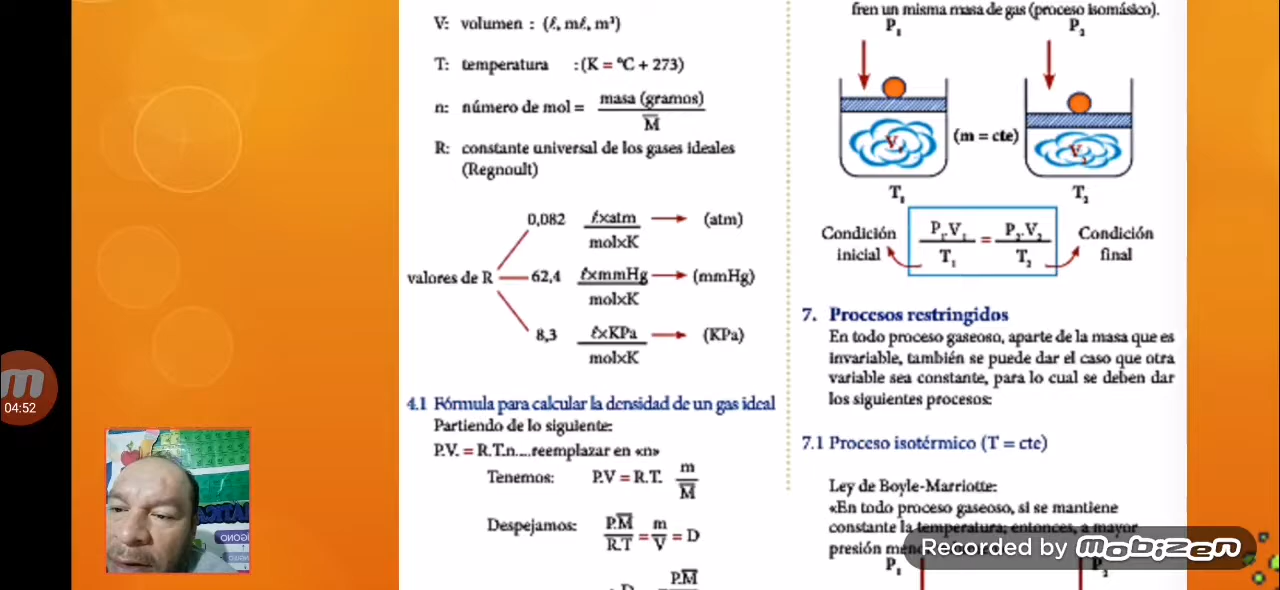 V: volumen : (ℓ, mℓ, m³)
T: temperatura : (K = °C + 273)
n: número de mol = masa (gramos)
M̅
R: constante universal de los gases ideales
(Regnoult)
0,082 ℓxatm (atm)
molxK
valores de R 62,4 ℓxmmHg (mmHg)
molxK
8,3 ℓxKPa (KPa)
molxK
4.1 Fórmula para calcular la densidad de un gas ideal
Partiendo de lo siguiente:
P.V. = R.T.n....reemplazar en «n»
Tenemos: P.V = R.T. m
M̅
Despejamos: P.M̅ = m = D
R.T V
P.M̅
fren un misma masa de gas (proceso isomásico).
P₁ P₂
V₁ (m = cte) V₂
T₁ T₂
Condición P₁.V₁ = P₂.V₂ Condición
inicial T₁ T₂ final
7. Procesos restringidos
En todo proceso gaseoso, aparte de la masa que es
invariable, también se puede dar el caso que otra
variable sea constante, para lo cual se deben dar
los siguientes procesos:
7.1 Proceso isotérmico (T = cte)
Ley de Boyle-Marriotte:
«En todo proceso gaseoso, si se mantiene
constante la temperatura; entonces, a mayor
presión
P₁ P₂
04:52
Recorded by mobizen